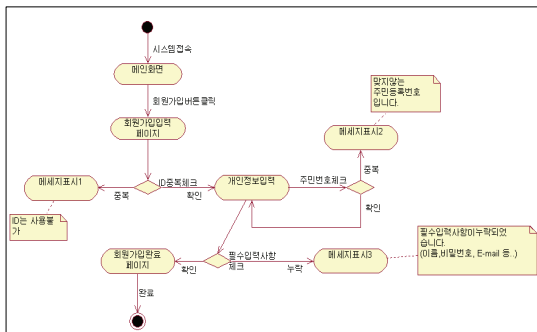 시스템접속
메인화면
회원가입버튼클릭
회원가입입력
페이지
맞지않는
주민등록번호
입니다.
메세지표시2
메세지표시1
ID중복체크
중복
확인
개인정보입력
주민번호체크
중복
확인
ID는 사용불
가
필수입력사항이누락되었
습니다.
(이름,비밀번호, E-mail 등..)
회원가입완료
페이지
확인
필수입력사항
체크
누락
메세지표시3
완료